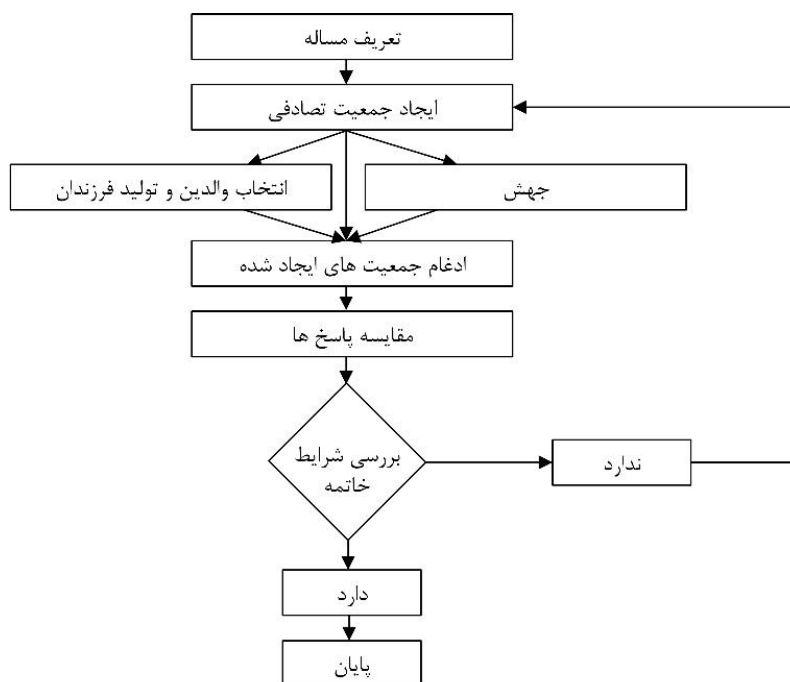 تعریف مساله
ایجاد جمعیت تصادفی
جهش
انتخاب والدین و تولید فرزندان
ادغام جمعیت های ایجاد شده
مقایسه پاسخ ها
بررسی شرایط
خاتمه
ندارد
دارد
پایان